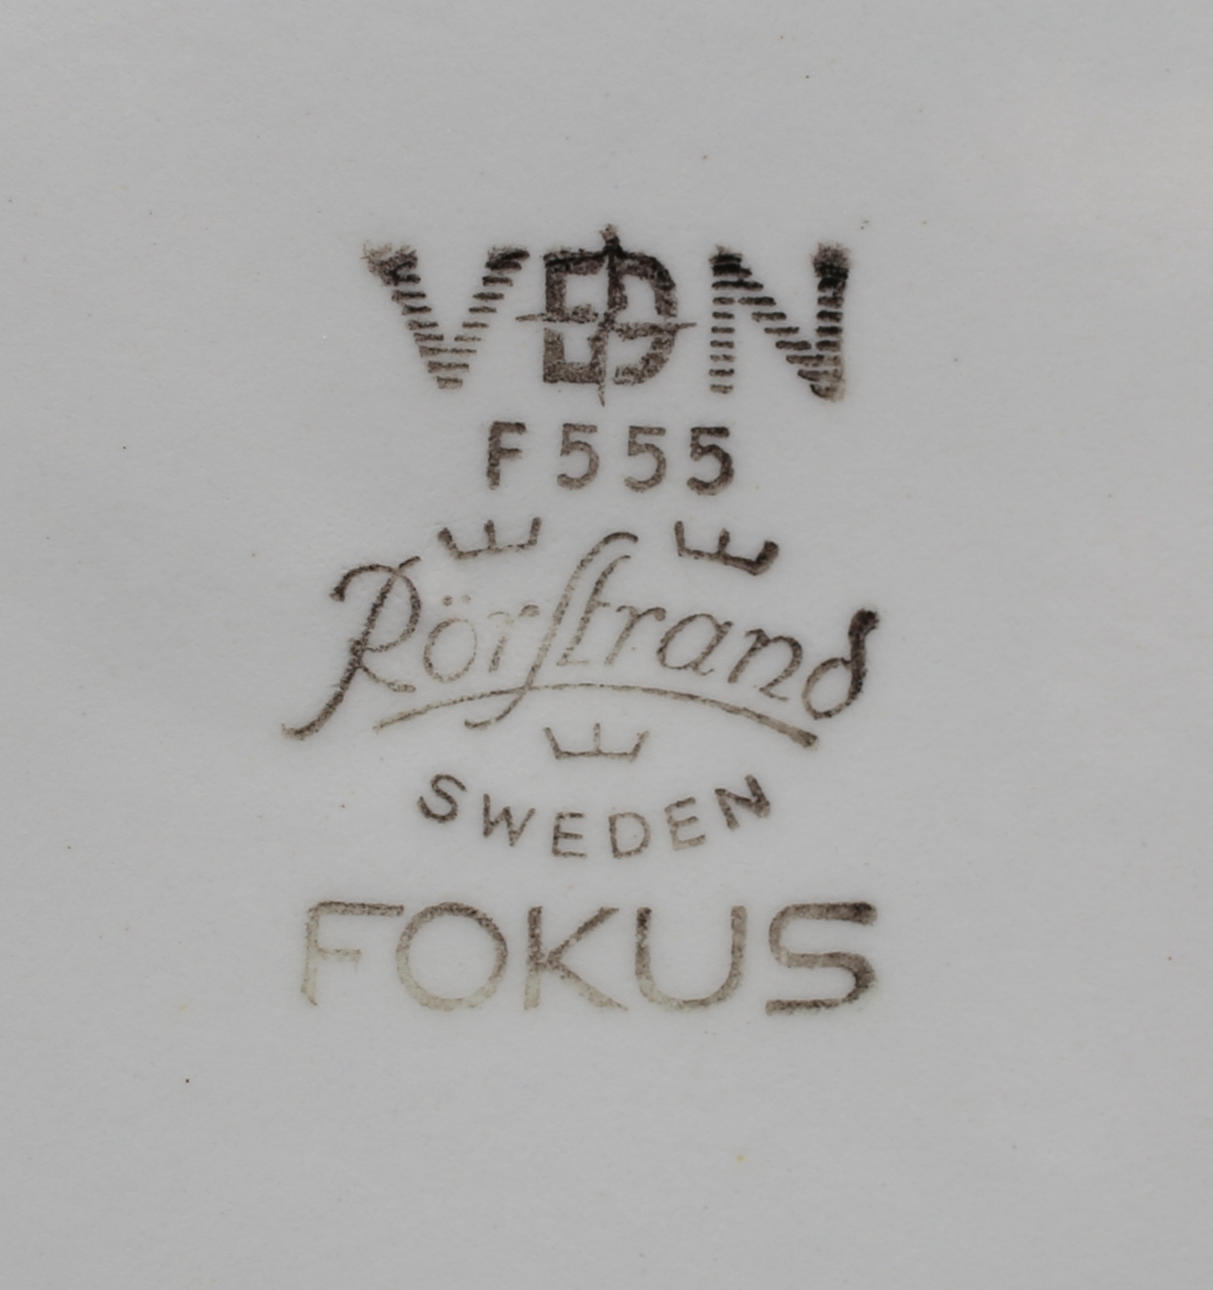 VDN
F555
Rörstrand
SWEDEN
FOKUS